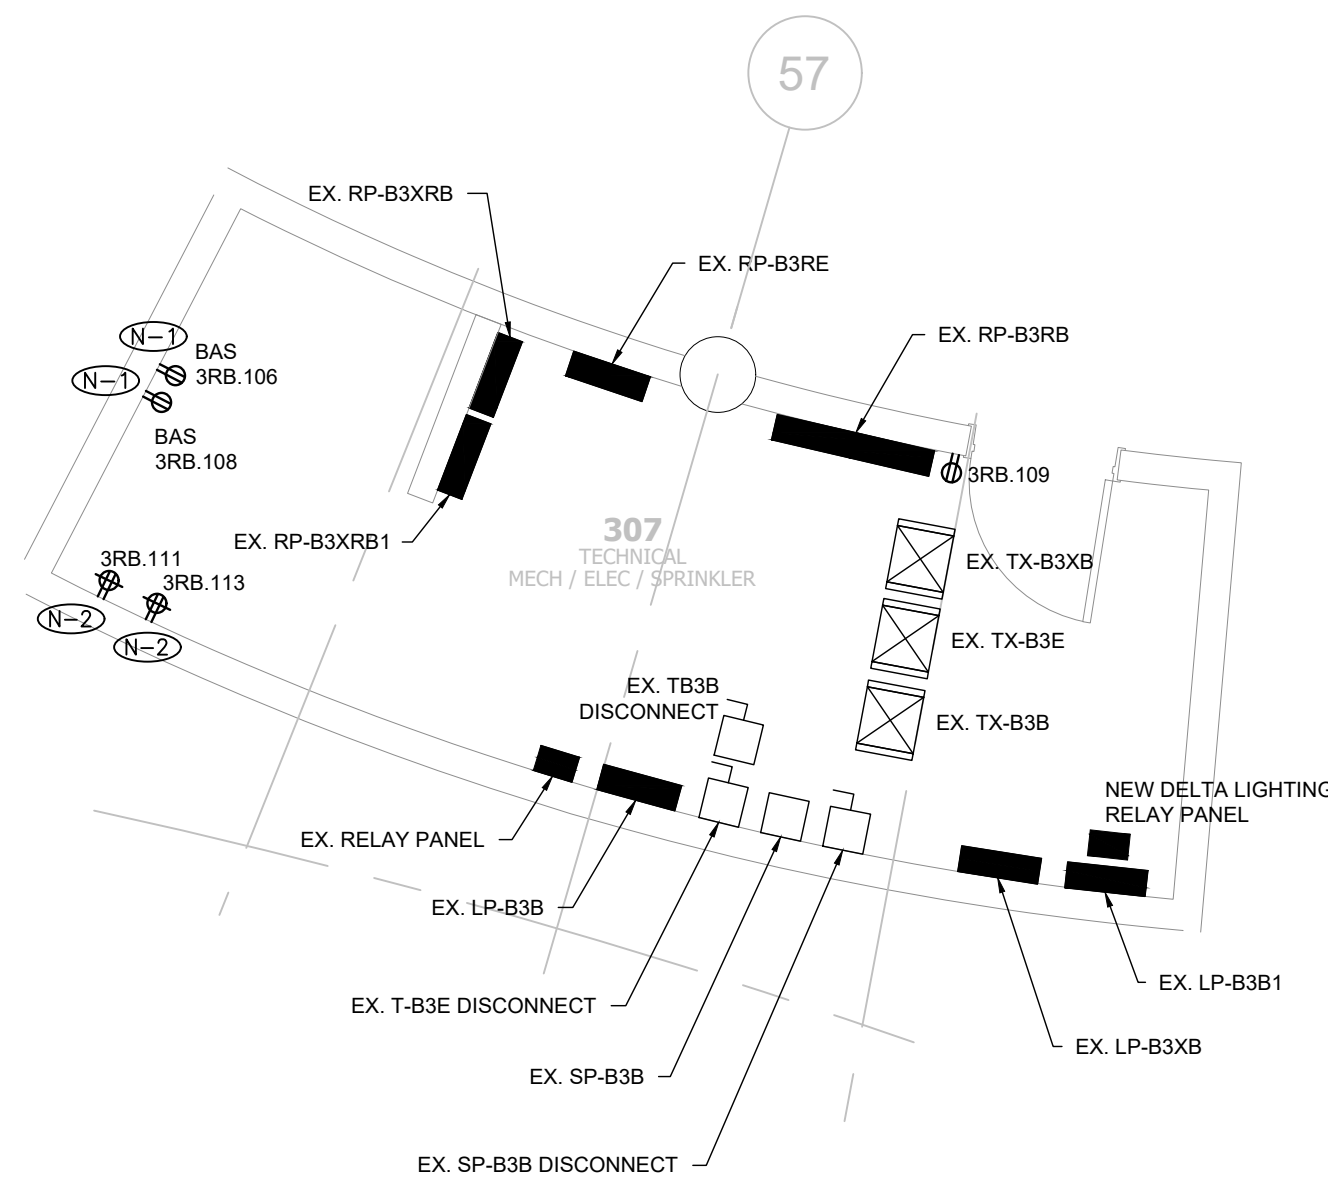 57
EX. RP-B3XRB
EX. RP-B3RE
EX. RP-B3RB
N-1
BAS
3RB.106
N-1
BAS
3RB.108
3RB.109
EX. RP-B3XRB1
307
TECHNICAL
MECH / ELEC / SPRINKLER
EX. TX-B3XB
3RB.111
3RB.113
N-2
N-2
EX. TX-B3E
EX. TB3B
DISCONNECT
EX. TX-B3B
NEW DELTA LIGHTING
RELAY PANEL
EX. RELAY PANEL
EX. LP-B3B
EX. LP-B3B1
EX. T-B3E DISCONNECT
EX. LP-B3XB
EX. SP-B3B
EX. SP-B3B DISCONNECT